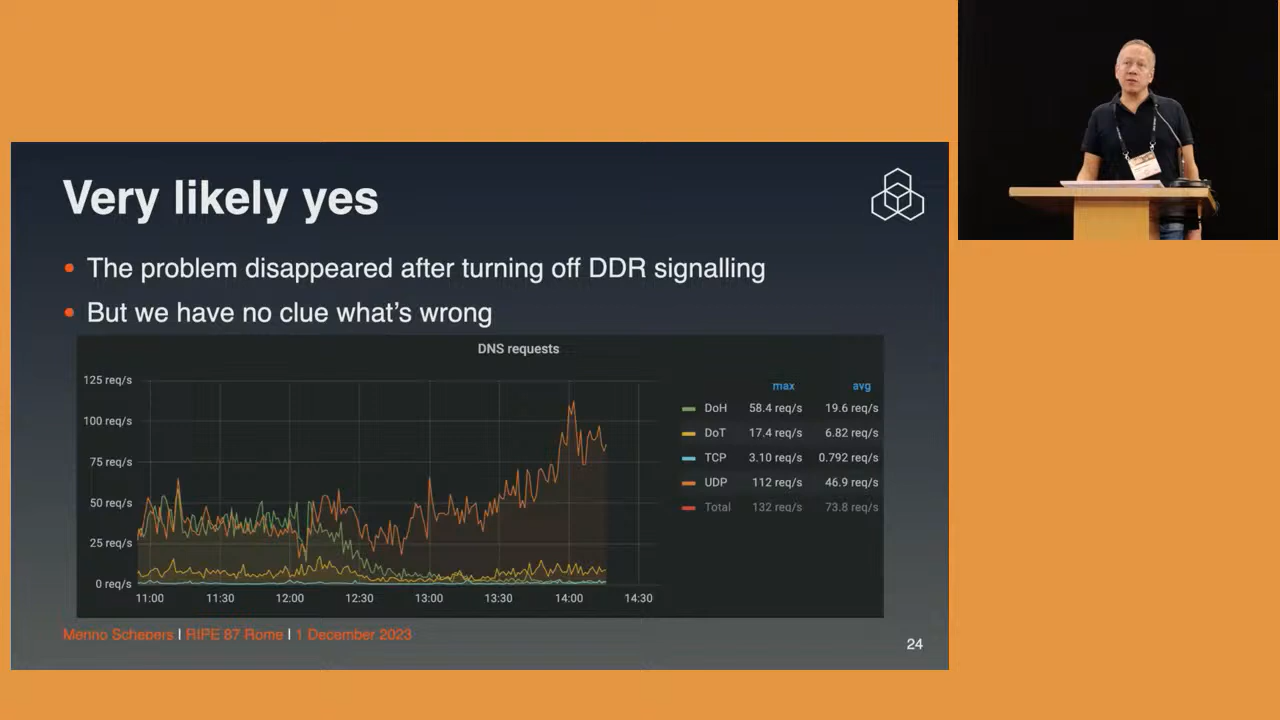 Very likely yes
• The problem disappeared after turning off DDR signalling
• But we have no clue what's wrong
DNS requests
125 req/s
100 req/s
75 req/s
50 req/s
25 req/s
0 req/s
11:00 11:30 12:00 12:30 13:00 13:30 14:00 14:30
max avg
DoH 58.4 req/s 19.6 req/s
DoT 17.4 req/s 6.82 req/s
TCP 3.10 req/s 0.792 req/s
UDP 112 req/s 46.9 req/s
Total 132 req/s 73.8 req/s
Menno Schepers | RIPE 87 Rome | 1 December 2023
24